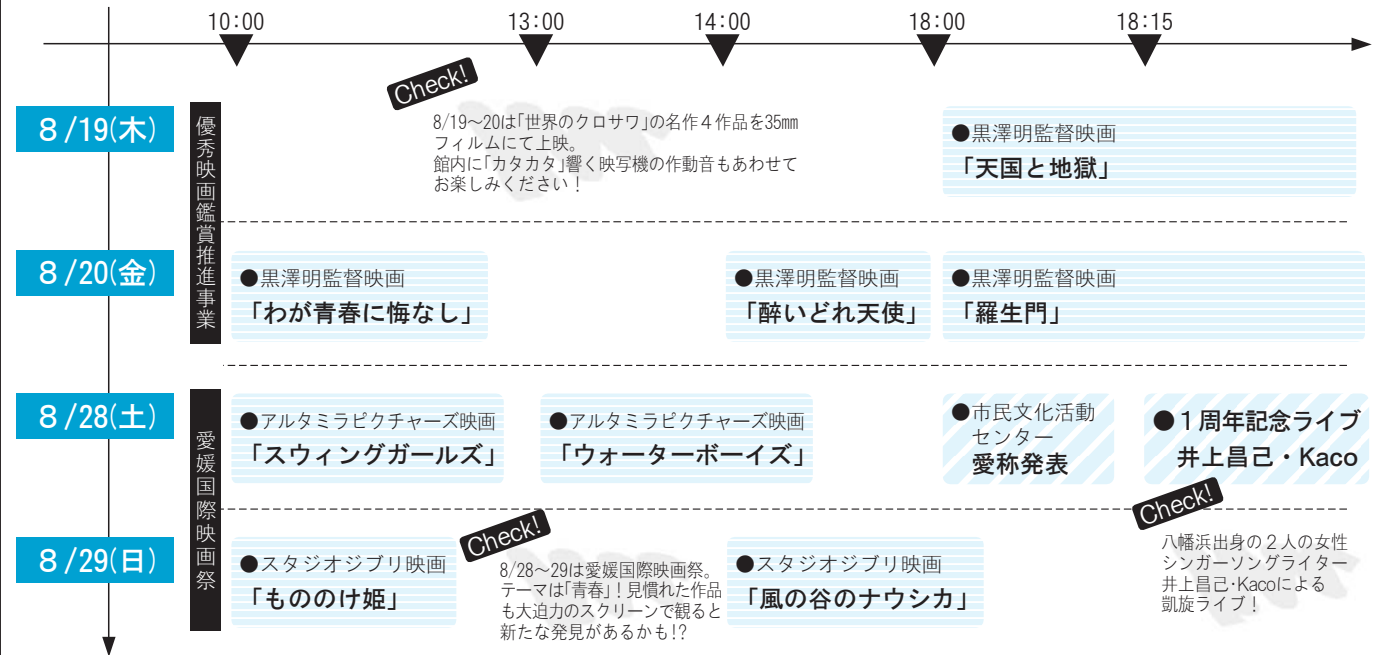 10:00 13:00 14:00 18:00 18:15
Check!
8/19(木)
優秀映画鑑賞推進事業
8/19〜20は「世界のクロサワ」の名作４作品を35mm
フィルムにて上映。
館内に「カタカタ」響く映写機の作動音もあわせて
お楽しみください！
●黒澤明監督映画
「天国と地獄」
8/20(金)
●黒澤明監督映画
「わが青春に悔なし」
●黒澤明監督映画
「酔いどれ天使」
●黒澤明監督映画
「羅生門」
8/28(土)
愛媛国際映画祭
●アルタミラピクチャーズ映画
「スウィングガールズ」
●アルタミラピクチャーズ映画
「ウォーターボーイズ」
●市民文化活動
センター
愛称発表
●１周年記念ライブ
井上昌己・Kaco
8/29(日)
●スタジオジブリ映画
「もののけ姫」
Check!
8/28〜29は愛媛国際映画祭。
テーマは「青春」！見慣れた作品
も大迫力のスクリーンで観ると
新たな発見があるかも!?
●スタジオジブリ映画
「風の谷のナウシカ」
Check!
八幡浜出身の２人の女性
シンガーソングライター
井上昌己・Kacoによる
凱旋ライブ！